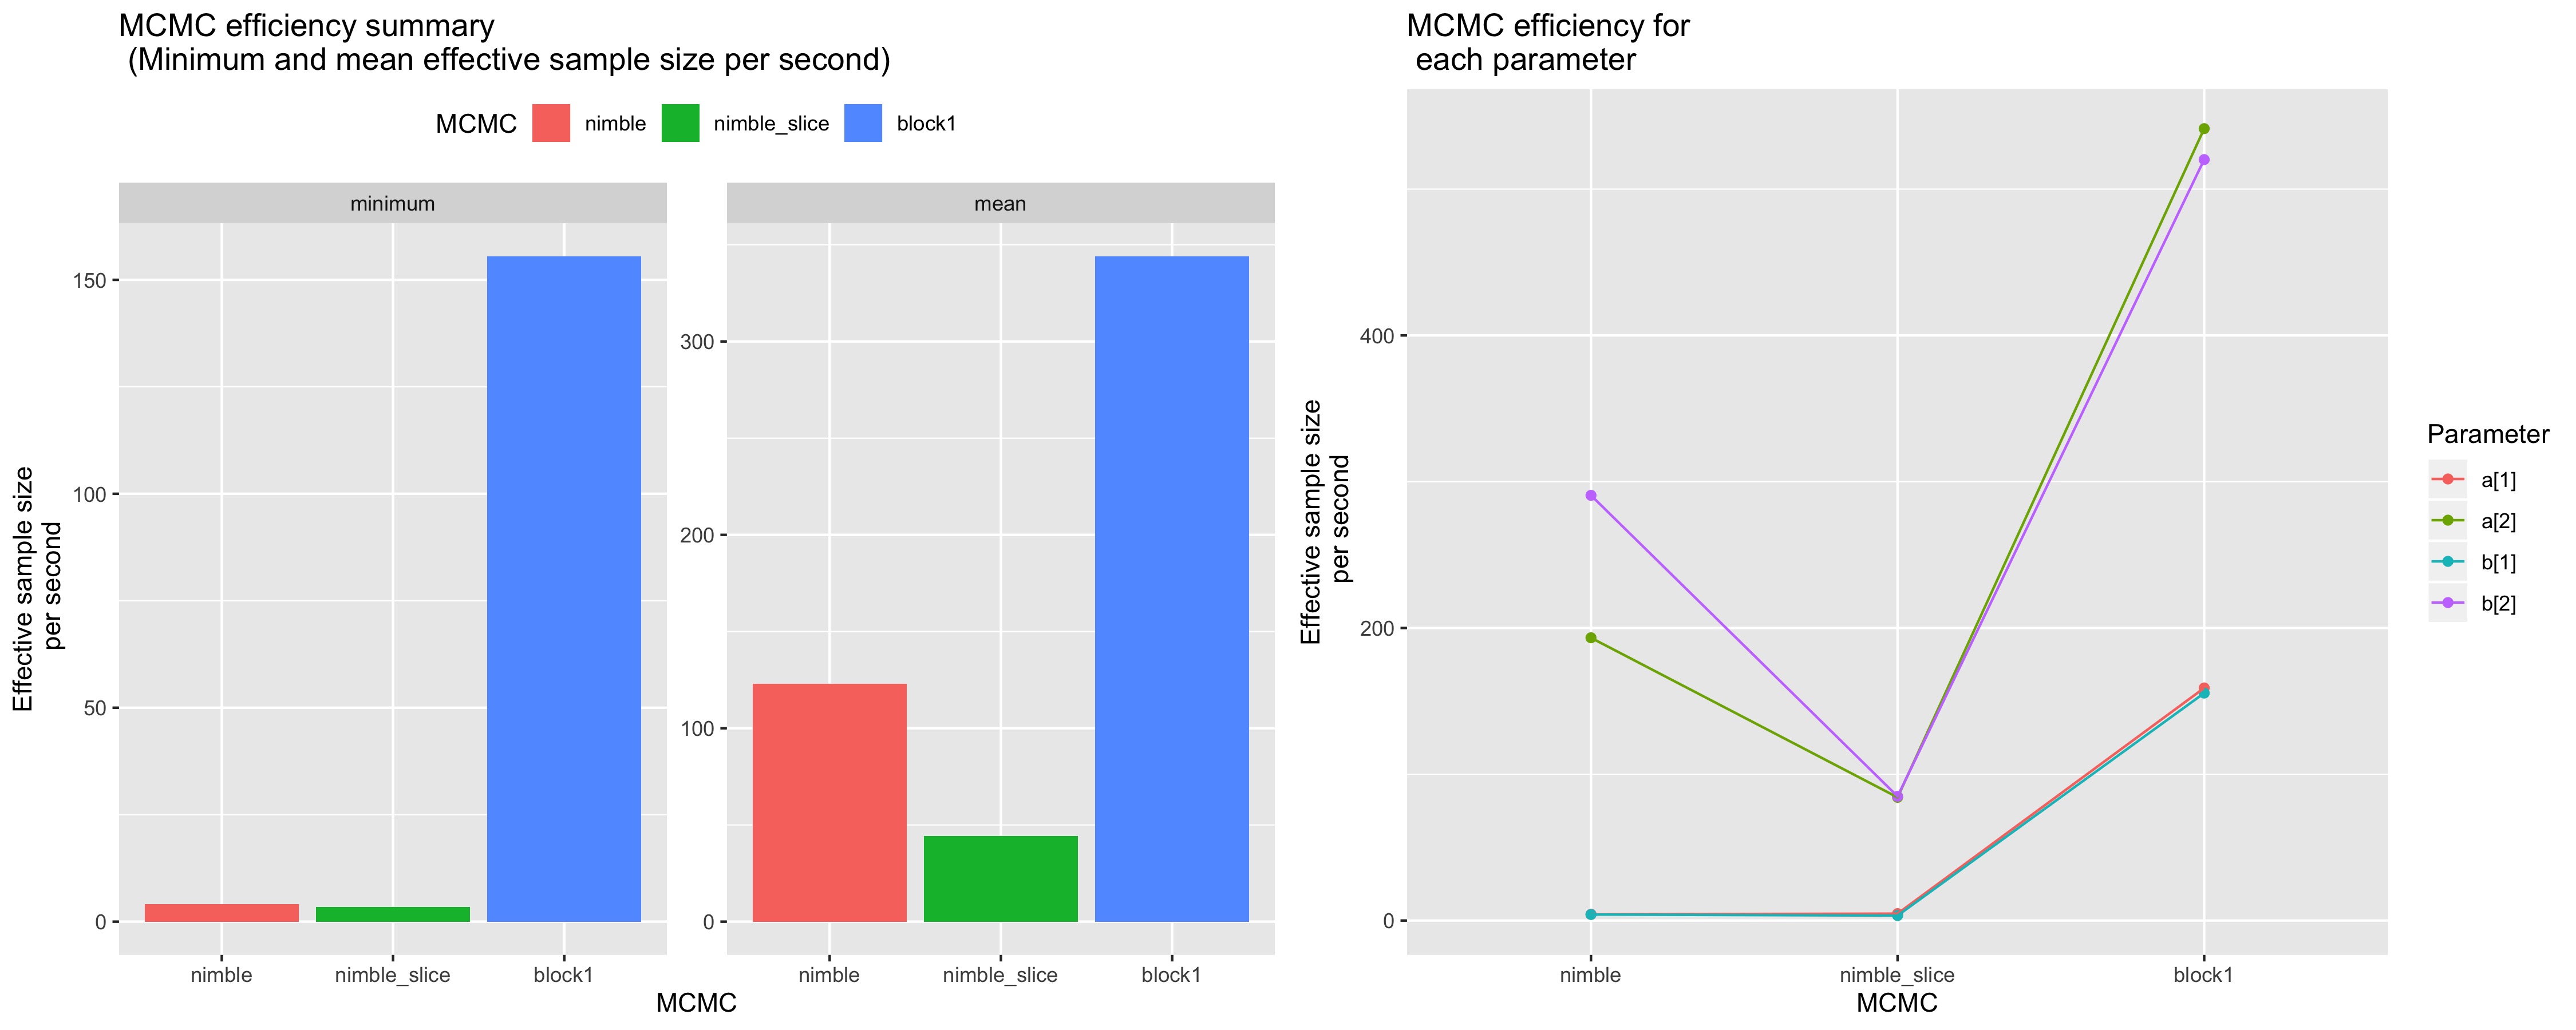 MCMC efficiency summary
(Minimum and mean effective sample size per second)
MCMC nimble nimble_slice block1
minimum
mean
Effective sample size
per second
150
100
50
0
300
200
100
0
nimble nimble_slice block1
nimble nimble_slice block1
MCMC
MCMC efficiency for
each parameter
Effective sample size
per second
400
200
0
nimble nimble_slice block1
MCMC
Parameter
a[1]
a[2]
b[1]
b[2]